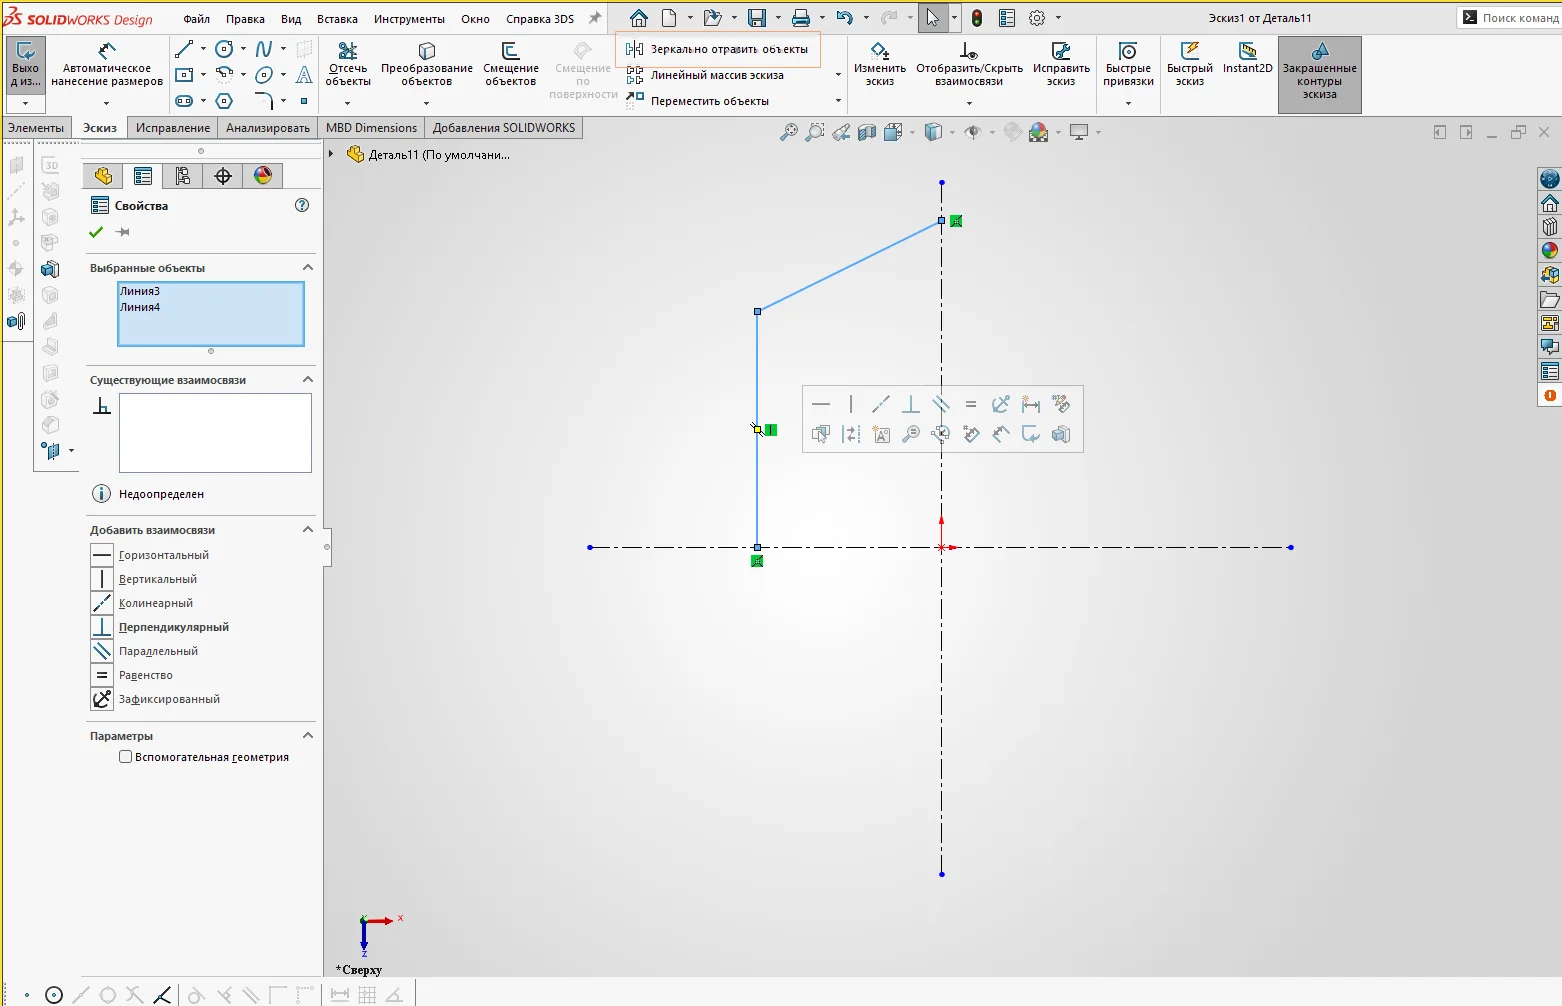 SOLIDWORKS Design
Файл Правка Вид Вставка Инструменты Окно Справка 3DS
Эскиз1 от Деталь11
Поиск команд
Выхо
д из...
Автоматическое
нанесение размеров
Отсечь
объекты
Преобразование
объектов
Смещение
объектов
Смещение
по
поверхности
Зеркально отразить объекты
Линейный массив эскиза
Переместить объекты
Изменить
эскиз
Отобразить/Скрыть
взаимосвязи
Исправить
эскиз
Быстрые
привязки
Быстрый
эскиз
Instant2D
Закрашенные
контуры
эскиза
Элементы Эскиз Исправление Анализировать MBD Dimensions Добавления SOLIDWORKS
Деталь11 (По умолчани...
Свойства
Выбранные объекты
Линия3
Линия4
Существующие взаимосвязи
Недоопределен
Добавить взаимосвязи
Горизонтальный
Вертикальный
Колинеарный
Перпендикулярный
Параллельный
Равенство
Зафиксированный
Параметры
Вспомогательная геометрия
X
Z
*Сверху